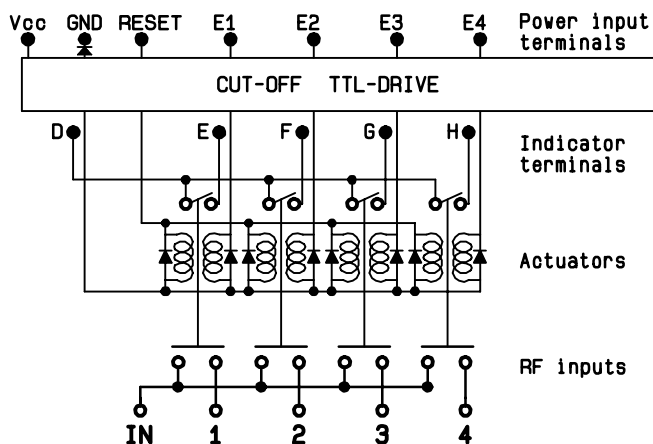 Vcc GND RESET E1 E2 E3 E4 Power input terminals
CUT-OFF TTL-DRIVE
D E F G H Indicator terminals
Actuators
RF inputs
IN 1 2 3 4